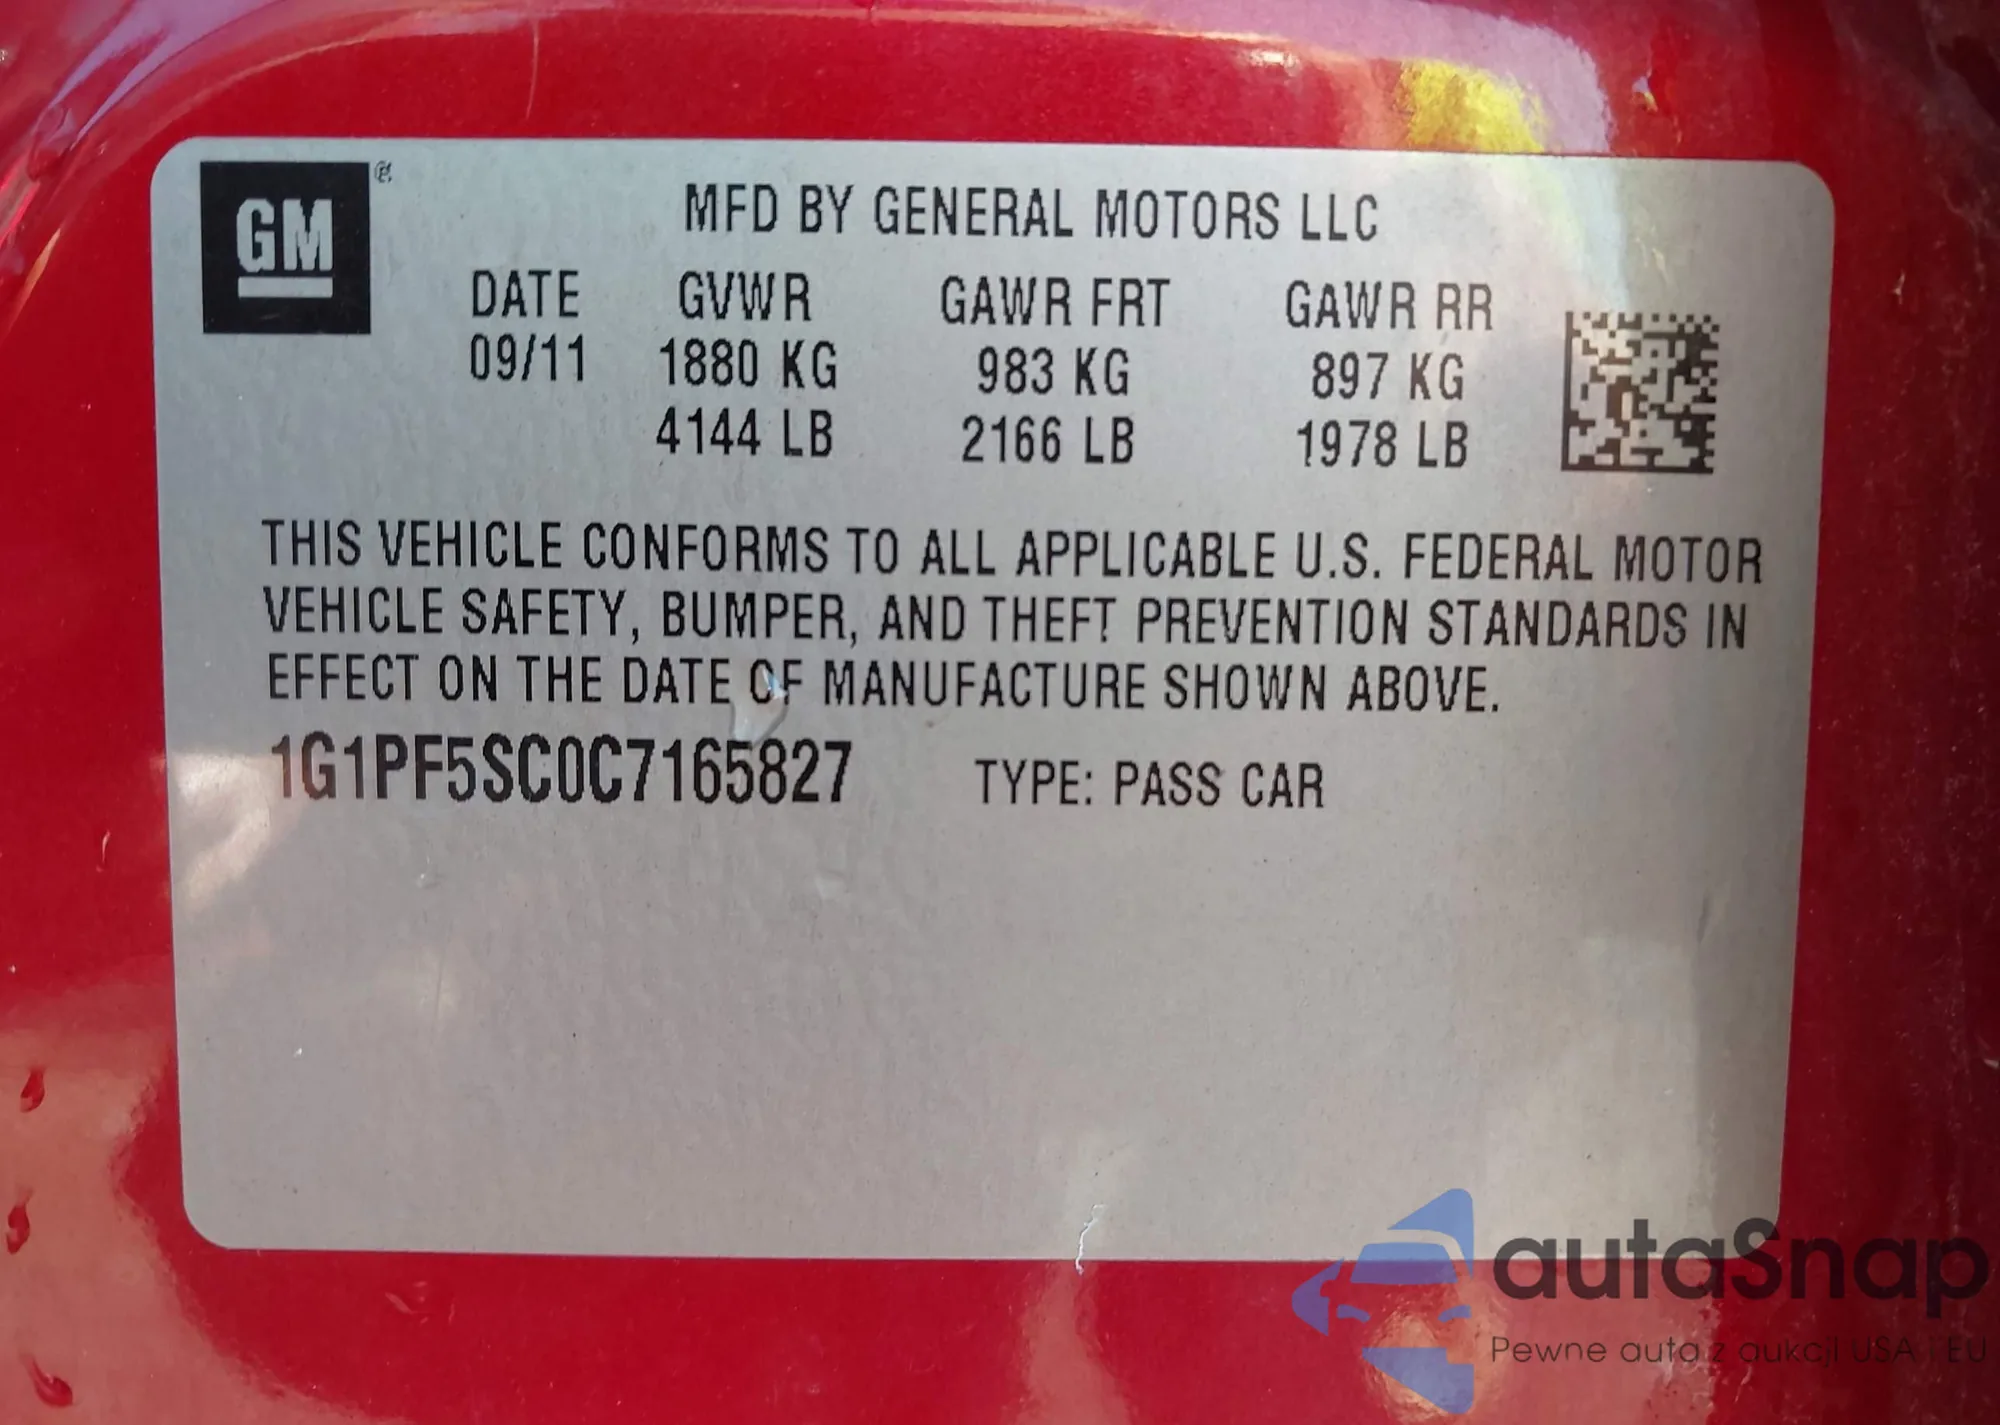 GM®
MFD BY GENERAL MOTORS LLC
DATE GVWR GAWR FRT GAWR RR
09/11 1880 KG 983 KG 897 KG
4144 LB 2166 LB 1978 LB
THIS VEHICLE CONFORMS TO ALL APPLICABLE U.S. FEDERAL MOTOR
VEHICLE SAFETY, BUMPER, AND THEFT PREVENTION STANDARDS IN
EFFECT ON THE DATE OF MANUFACTURE SHOWN ABOVE.
1G1PF5SC0C7165827 TYPE: PASS CAR
autaSnap
Pewne auta z aukcji USA i EU